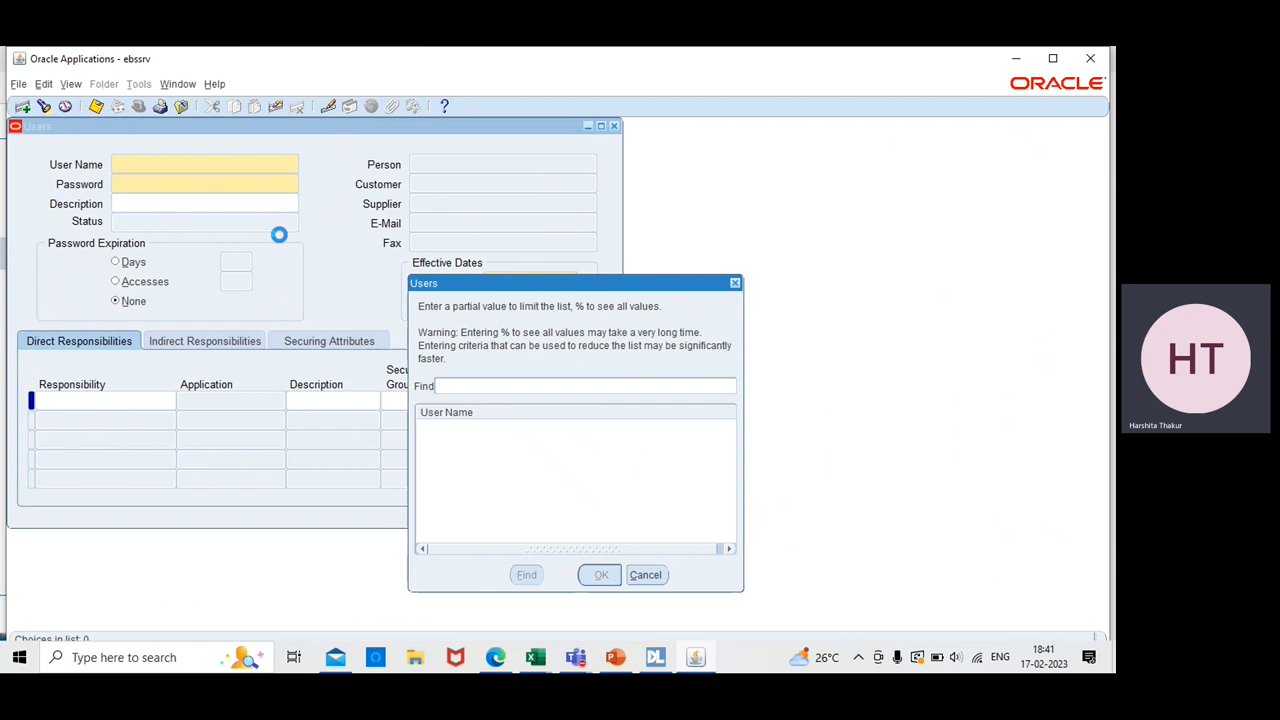 Oracle Applications - ebssrv
File Edit View Folder Tools Window Help
ORACLE
Users
User Name
Person
Password
Customer
Description
Supplier
Status
E-Mail
Password Expiration
Fax
Days
Effective Dates
Accesses
None
Users
Enter a partial value to limit the list, % to see all values.
Warning: Entering % to see all values may take a very long time.
Entering criteria that can be used to reduce the list may be significantly
faster.
Find
User Name
Find OK Cancel
Direct Responsibilities Indirect Responsibilities Securing Attributes
Responsibility Application Description
Choices in list: 0
HT
Harshita Thakur
Type here to search
26°C
ENG
18:41
17-02-2023